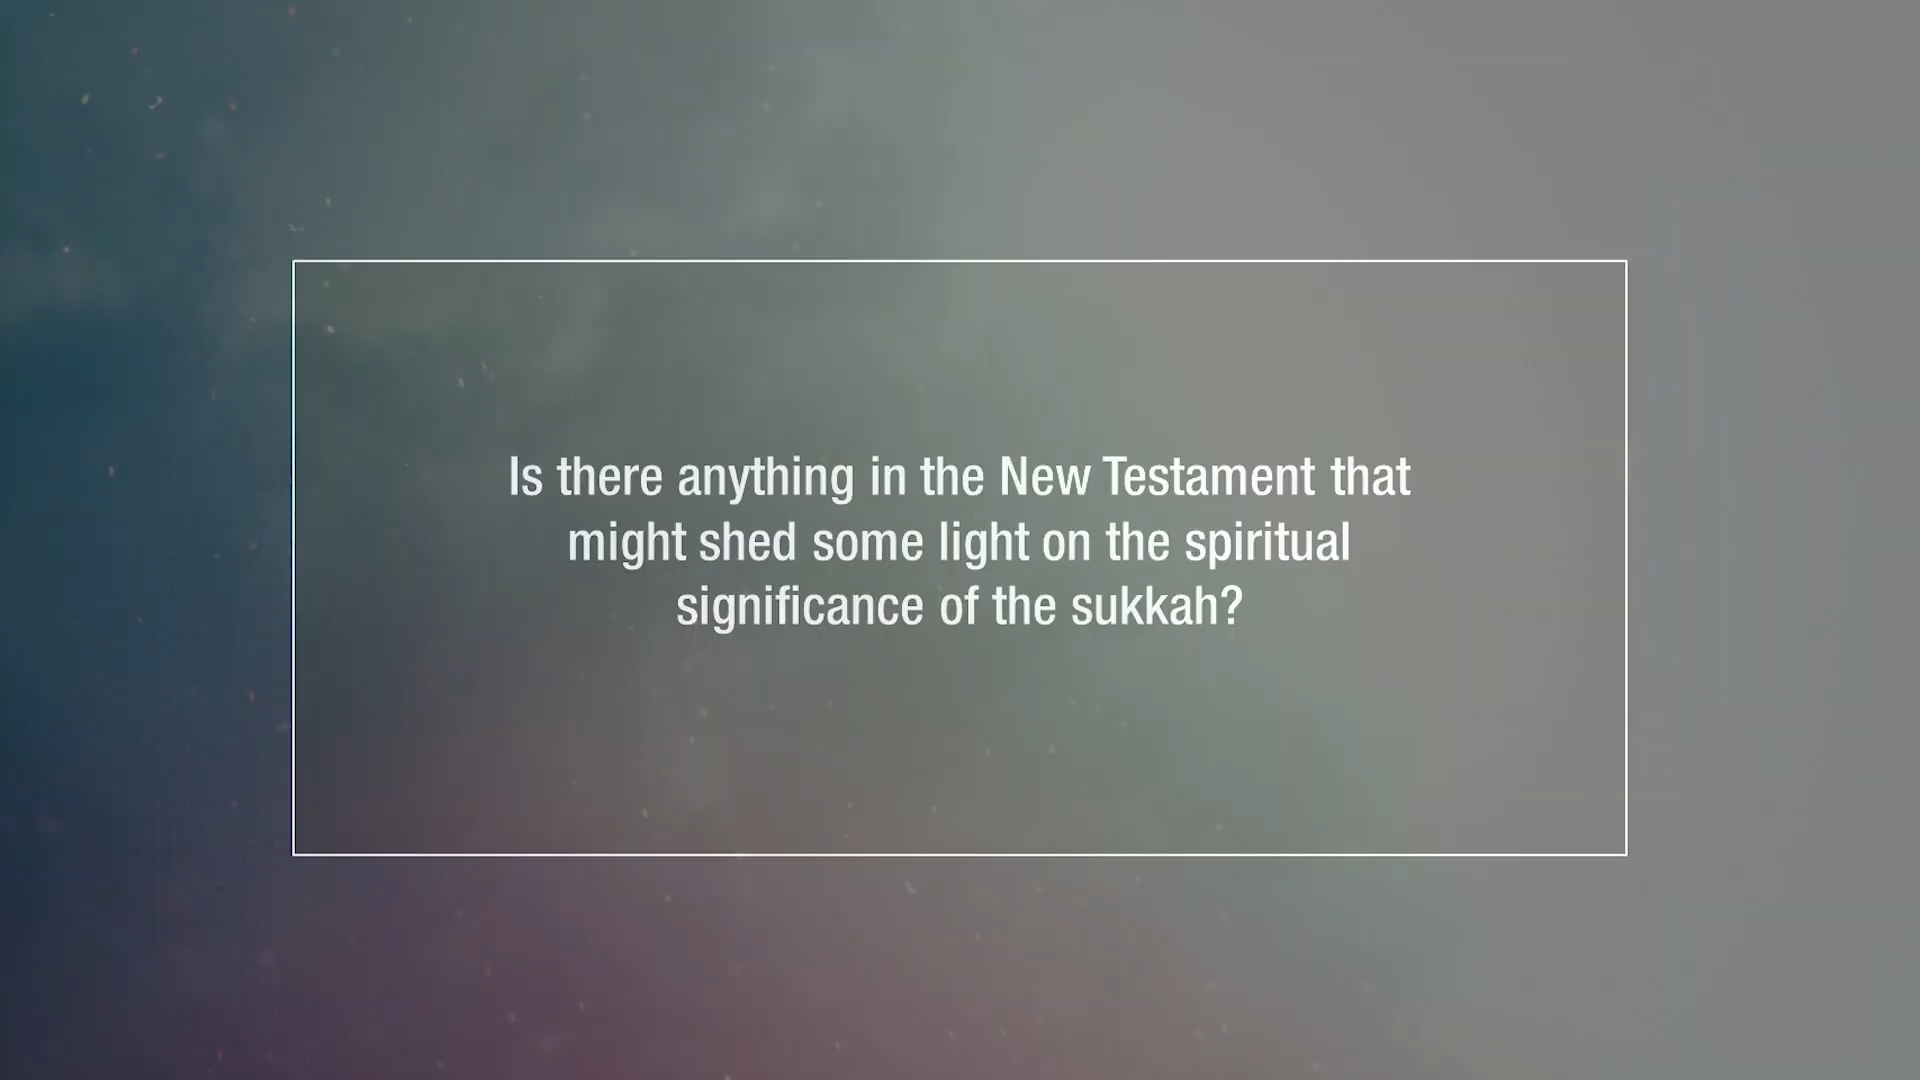 Is there anything in the New Testament that
might shed some light on the spiritual
significance of the sukkah?